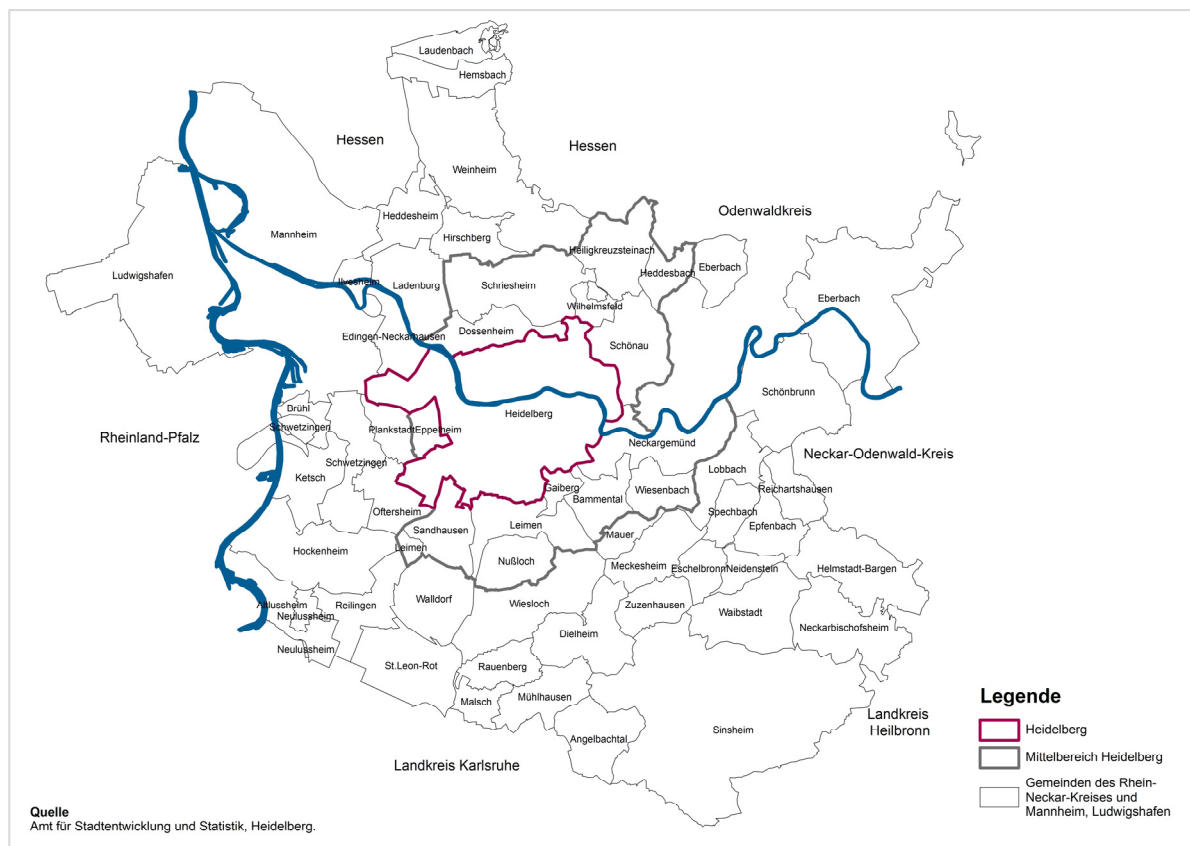 Laudenbach
Hemsbach
Hessen
Hessen
Weinheim
Odenwaldkreis
Heddesheim
Mannheim
Hirschberg
Heiligkreuzsteinach
Ludwigshafen
Ilvesheim
Ladenburg
Schriesheim
Heddesbach
Eberbach
Eberbach
Wilhelmsfeld
Edingen-Neckarhausen
Dossenheim
Schönau
Schönbrunn
Drühl
Schwetzingen
Heidelberg
Rheinland-Pfalz
Plankstadt
Eppelheim
Neckargemünd
Neckar-Odenwald-Kreis
Schwetzingen
Ketsch
Lobbach
Gaiberg
Bammental
Wiesenbach
Reichartshausen
Oftersheim
Spechbach
Sandhausen
Leimen
Epfenbach
Mauer
Leimen
Hockenheim
Nußloch
Meckesheim
Eschelbronn
Neidenstein
Helmstadt-Bargen
Altlussheim
Reilingen
Walldorf
Wiesloch
Zuzenhausen
Waibstadt
Neulussheim
Dielheim
Neckarbischofsheim
Neulussheim
St.Leon-Rot
Rauenberg
Malsch
Mühlhausen
Sinsheim
Angelbachtal
Landkreis
Heilbronn
Landkreis Karlsruhe
Legende
Heidelberg
Mittelbereich Heidelberg
Gemeinden des Rhein-
Neckar-Kreises und
Mannheim, Ludwigshafen
Quelle
Amt für Stadtentwicklung und Statistik, Heidelberg.